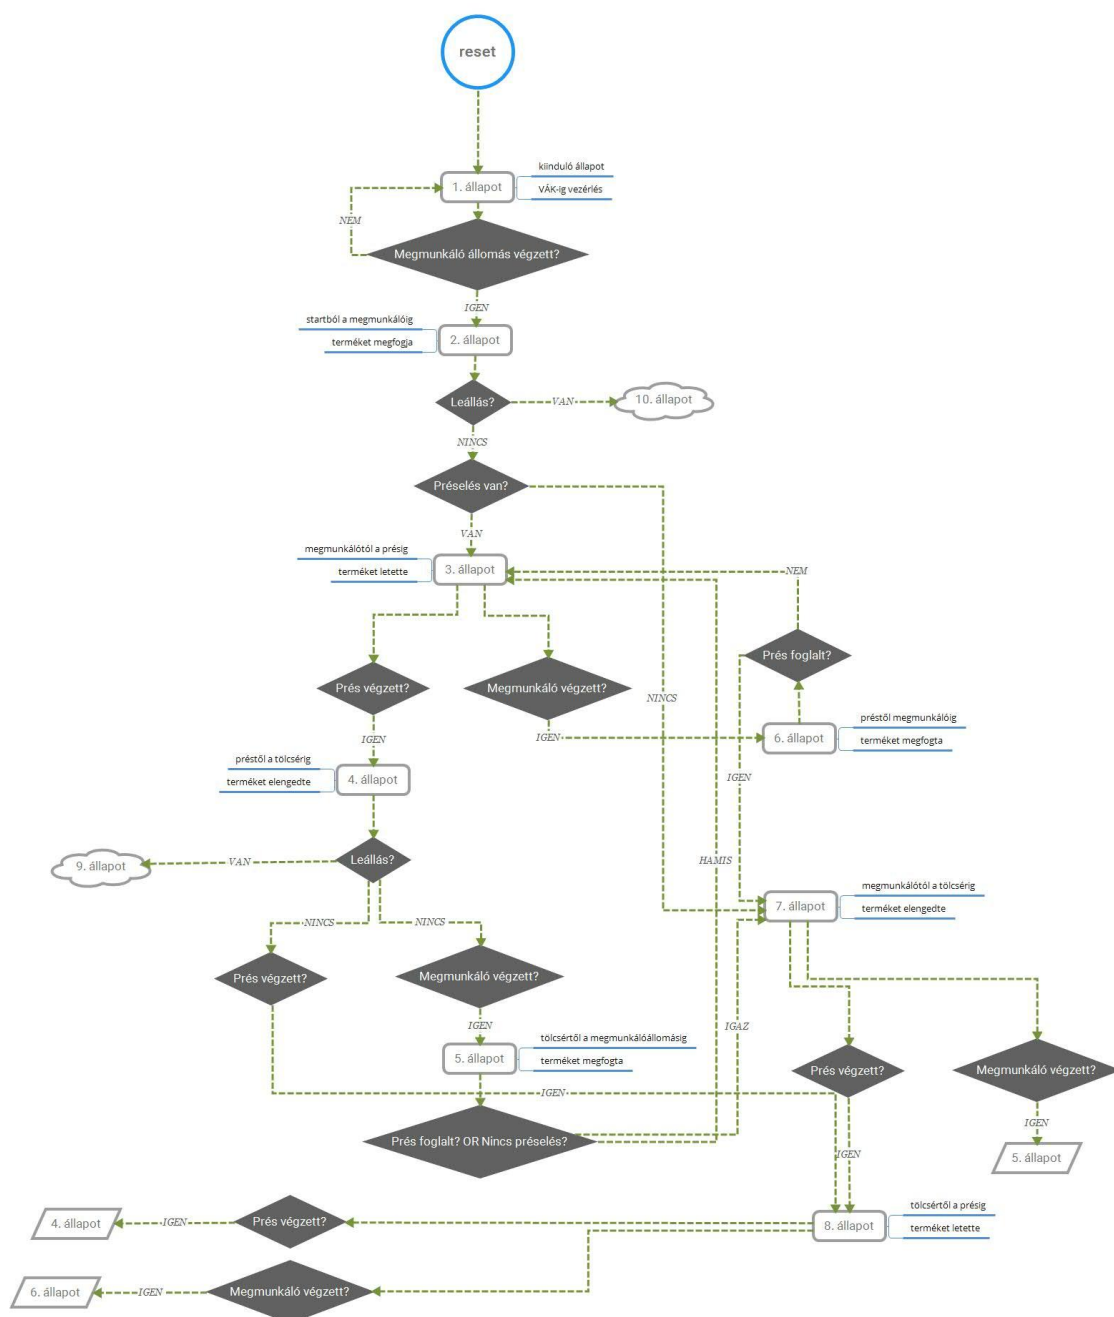 reset
kiinduló állapot
1. állapot
VÁK-ig vezérlés
NEM
Megmunkáló állomás végzett?
IGEN
startból a megmunkálóig
2. állapot
terméket megfogja
Leállás?
VAN
10. állapot
NINCS
Préselés van?
VAN
megmunkálótól a présig
3. állapot
terméket letette
NEM
Prés foglalt?
Prés végzett?
Megmunkáló végzett?
NINCS
préstől megmunkálóig
IGEN
IGEN
6. állapot
terméket megfogta
préstől a tölcsérig
4. állapot
terméket elengedte
IGEN
Leállás?
VAN
9. állapot
HAMIS
megmunkálótól a tölcsérig
7. állapot
terméket elengedte
NINCS
NINCS
Prés végzett?
Megmunkáló végzett?
IGEN
IGAZ
tölcsértől a megmunkálóállomásig
5. állapot
terméket megfogta
Prés végzett?
Megmunkáló végzett?
IGEN
IGEN
Prés foglalt? OR Nincs préselés?
IGEN
5. állapot
tölcsértől a présig
4. állapot
IGEN
Prés végzett?
8. állapot
terméket letette
6. állapot
IGEN
Megmunkáló végzett?